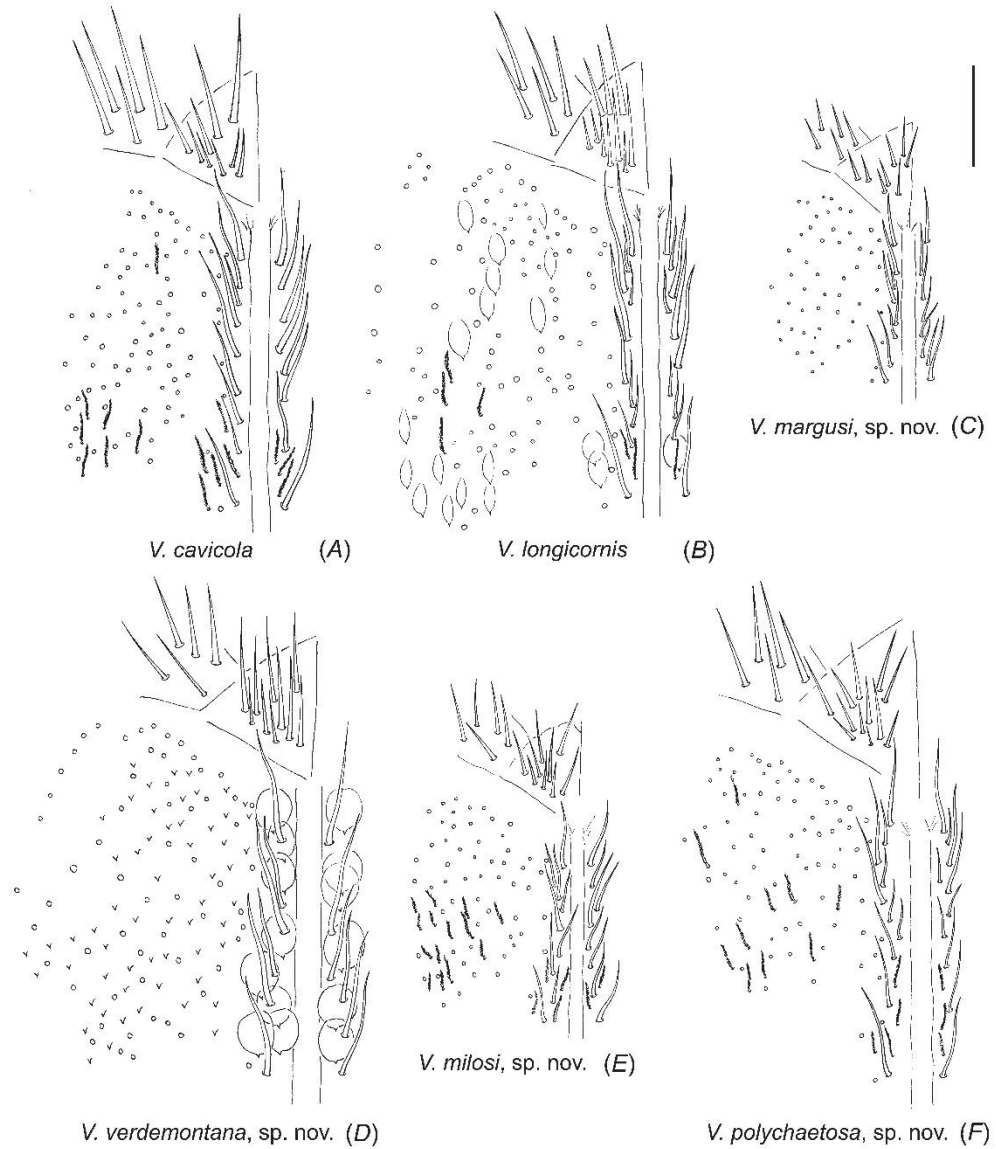 V. margusi, sp. nov. (C)
V. cavicola (A)
V. longicornis (B)
V. milosi, sp. nov. (E)
V. verdemontana, sp. nov. (D)
V. polychaetosa, sp. nov. (F)